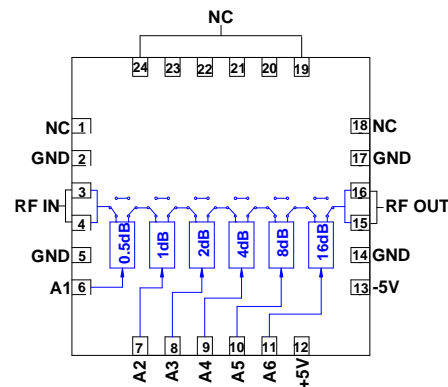 NC
24 23 22 21 20 19
NC 1
18 NC
GND 2
17 GND
3
16
RF IN
RF OUT
4
15
0.5dB 1dB 2dB 4dB 8dB 16dB
GND 5
14 GND
A1 6
13 -5V
7 8 9 10 11 12
A2 A3 A4 A5 A6 +5V